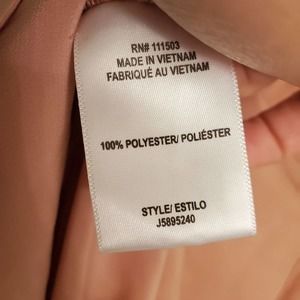 RN# 111503
MADE IN VIETNAM
FABRIQUÉ AU VIETNAM
100% POLYESTER/ POLIÉSTER
STYLE/ ESTILO
J5895240